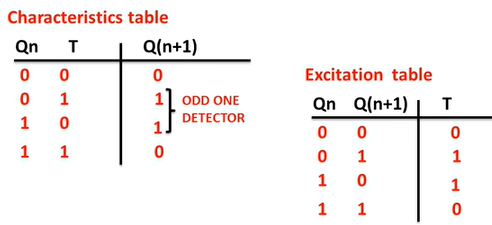 Characteristics table
Qn T Q(n+1)
0 0 0
0 1 1 ODD ONE
1 0 1 DETECTOR
1 1 0
Excitation table
Qn Q(n+1) T
0 0 0
0 1 1
1 0 1
1 1 0